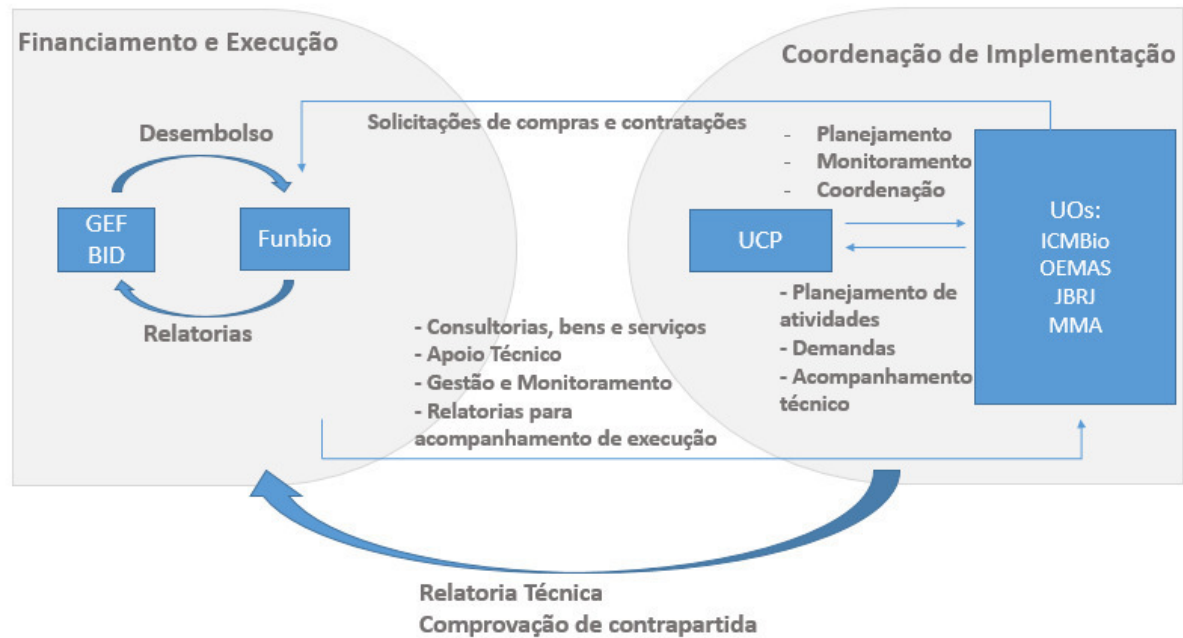 Financiamento e Execução
Coordenação de Implementação
Desembolso
Solicitações de compras e contratações
- Planejamento
- Monitoramento
- Coordenação
GEF
BID
Funbio
UCP
UOs:
ICMBio
OEMAS
JBRJ
MMA
Relatorias
- Consultorias, bens e serviços
- Apoio Técnico
- Gestão e Monitoramento
- Relatorias para
acompanhamento de execução
- Planejamento de
atividades
- Demandas
- Acompanhamento
técnico
Relatoria Técnica
Comprovação de contrapartida